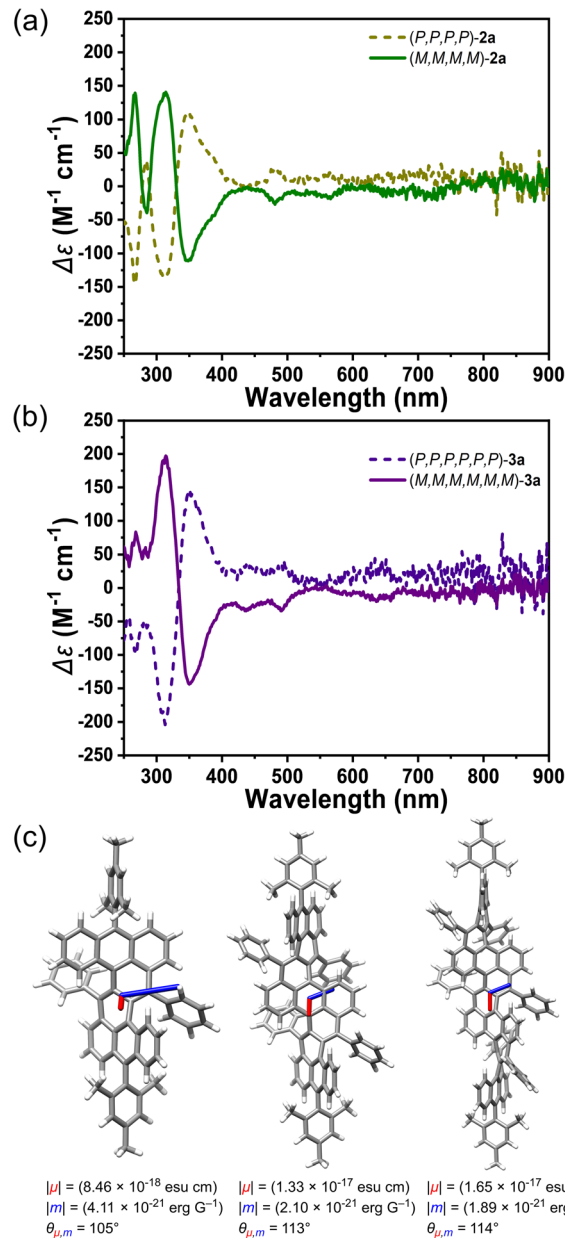 (a)
(P,P,P,P)-2a
(M,M,M,M)-2a
Δε (M⁻¹ cm⁻¹)
250
200
150
100
50
0
-50
-100
-150
-200
-250
300 400 500 600 700 800 900
Wavelength (nm)
(b)
(P,P,P,P,P,P)-3a
(M,M,M,M,M,M)-3a
Δε (M⁻¹ cm⁻¹)
250
200
150
100
50
0
-50
-100
-150
-200
-250
300 400 500 600 700 800 900
Wavelength (nm)
(c)
|μ| = (8.46 × 10⁻¹⁸ esu cm) |μ| = (1.33 × 10⁻¹⁷ esu cm) |μ| = (1.65 × 10⁻¹⁷ esu
|m| = (4.11 × 10⁻²¹ erg G⁻¹) |m| = (2.10 × 10⁻²¹ erg G⁻¹) |m| = (1.89 × 10⁻²¹ erg
θμ,m = 105° θμ,m = 113° θμ,m = 114°